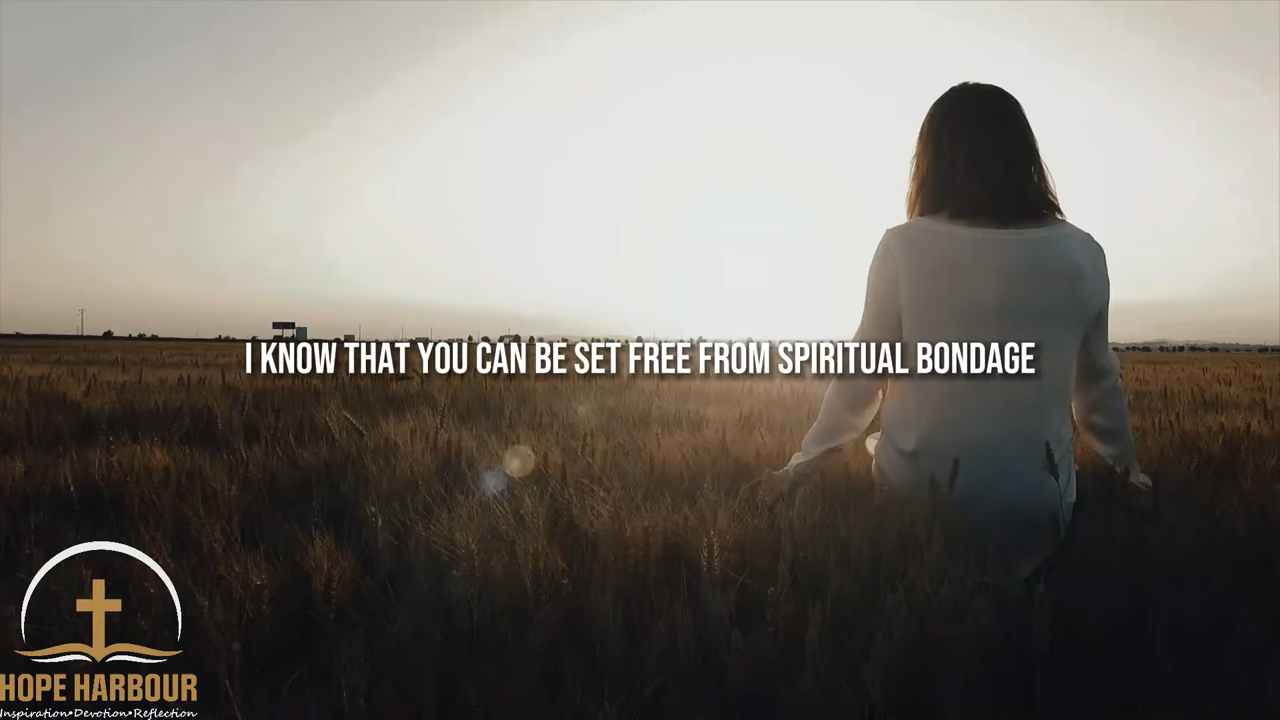 I KNOW THAT YOU CAN BE SET FREE FROM SPIRITUAL BONDAGE
HOPE HARBOUR
Inspiration•Devotion•Reflection